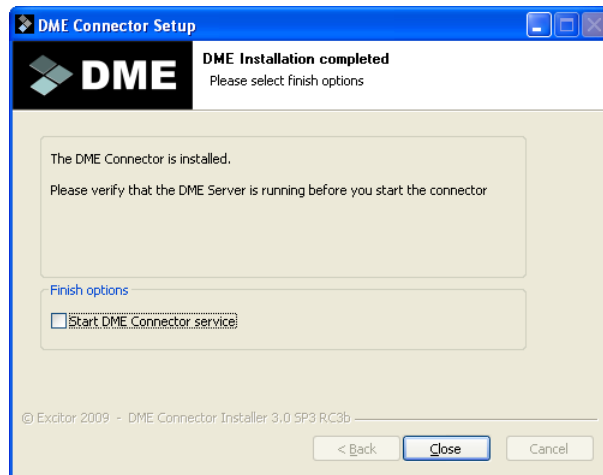 DME Connector Setup
DME
DME Installation completed
Please select finish options
The DME Connector is installed.
Please verify that the DME Server is running before you start the connector
Finish options
Start DME Connector service
© Excitor 2009 - DME Connector Installer 3.0 SP3 RC3b
< Back
Close
Cancel